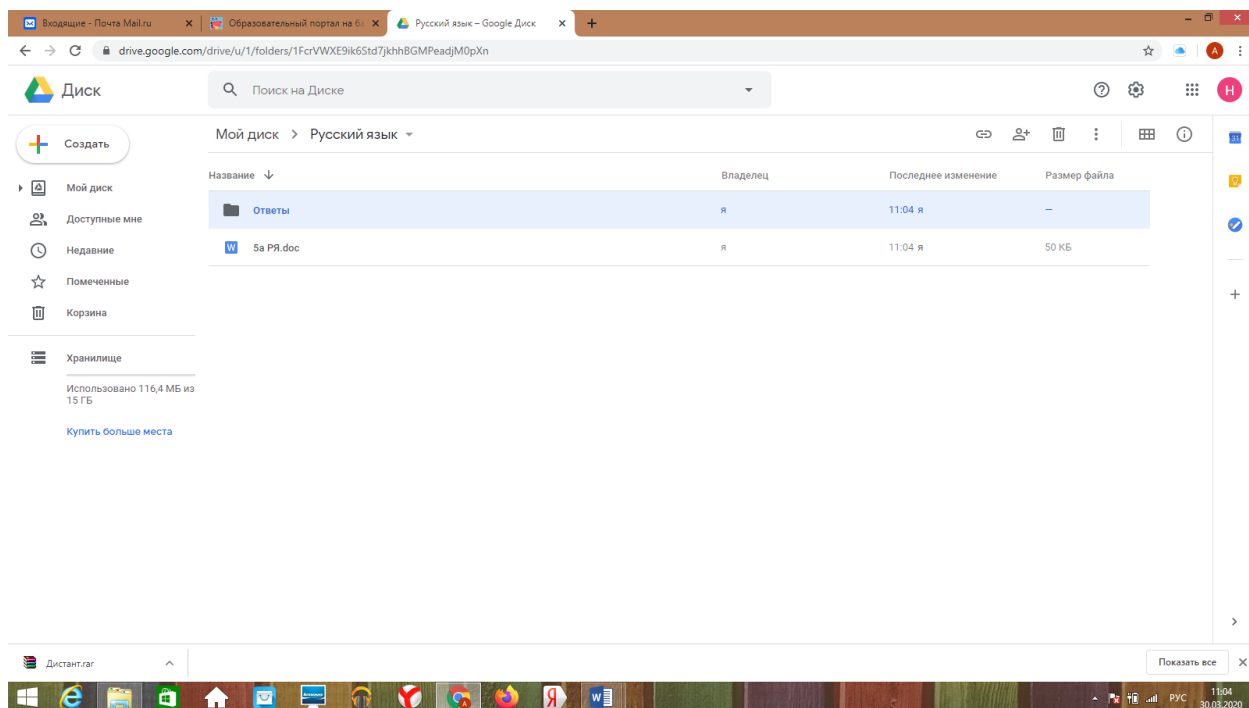 Входящие - Почта Mail.ru
Образовательный портал на ба
Русский язык – Google Диск
drive.google.com/drive/u/1/folders/1FcrVWXE9ik6Std7jkhhBGMPeadjM0pXn
A
Диск
Поиск на Диске
Н
Создать
Мой диск > Русский язык
31
Название
Владелец
Последнее изменение
Размер файла
Мой диск
Ответы
я
11:04 я
–
Доступные мне
W
5а РЯ.doc
я
11:04 я
50 КБ
Недавние
Помеченные
Корзина
Хранилище
Использовано 116,4 МБ из
15 ГБ
Купить больше места
Дистант.rar
Показать все
РУС
11:04
30.03.2020